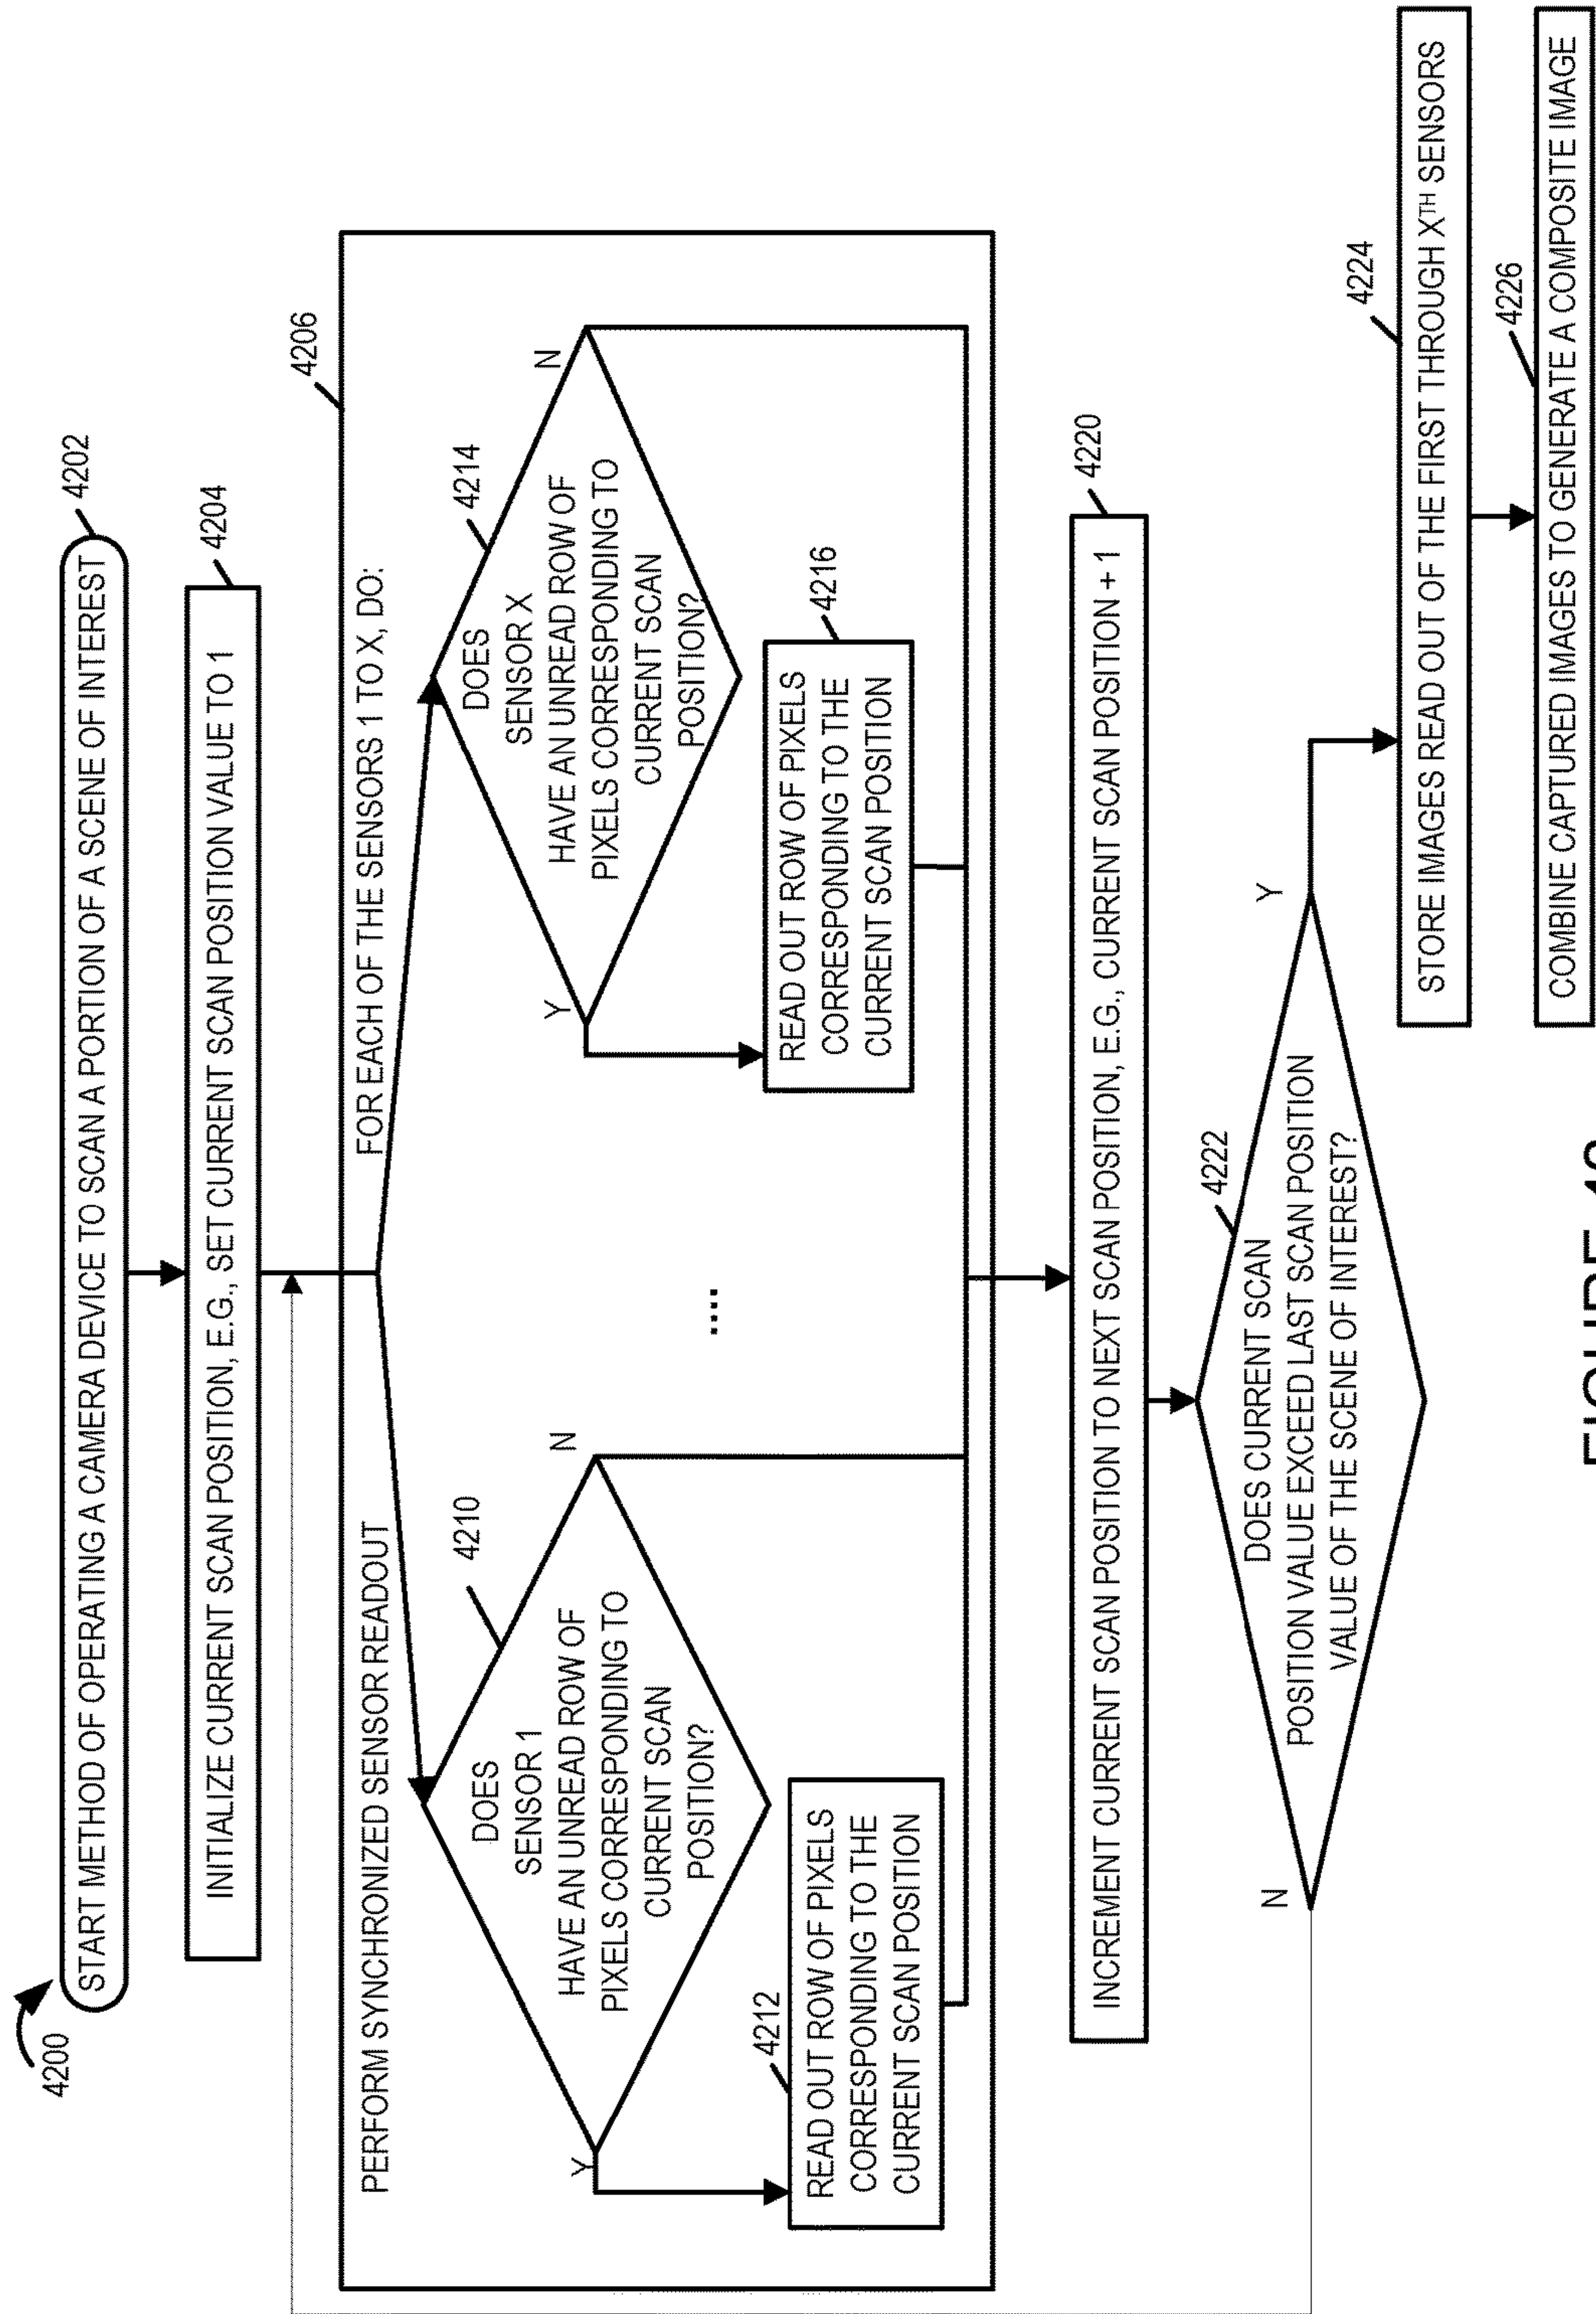 4200
START METHOD OF OPERATING A CAMERA DEVICE TO SCAN A PORTION OF A SCENE OF INTEREST
4202
INITIALIZE CURRENT SCAN POSITION, E.G., SET CURRENT SCAN POSITION VALUE TO 1
4204
4206
PERFORM SYNCHRONIZED SENSOR READOUT
FOR EACH OF THE SENSORS 1 TO X, DO:
4210
DOES
SENSOR 1
HAVE AN UNREAD ROW OF
PIXELS CORRESPONDING TO
CURRENT SCAN
POSITION?
Y
N
4212
READ OUT ROW OF PIXELS
CORRESPONDING TO THE
CURRENT SCAN POSITION
....
4214
DOES
SENSOR X
HAVE AN UNREAD ROW OF
PIXELS CORRESPONDING TO
CURRENT SCAN
POSITION?
Y
N
4216
READ OUT ROW OF PIXELS
CORRESPONDING TO THE
CURRENT SCAN POSITION
4220
INCREMENT CURRENT SCAN POSITION TO NEXT SCAN POSITION, E.G., CURRENT SCAN POSITION + 1
4222
DOES CURRENT SCAN
POSITION VALUE EXCEED LAST SCAN POSITION
VALUE OF THE SCENE OF INTEREST?
N
Y
4224
STORE IMAGES READ OUT OF THE FIRST THROUGH XTH SENSORS
4226
COMBINE CAPTURED IMAGES TO GENERATE A COMPOSITE IMAGE
FIGURE